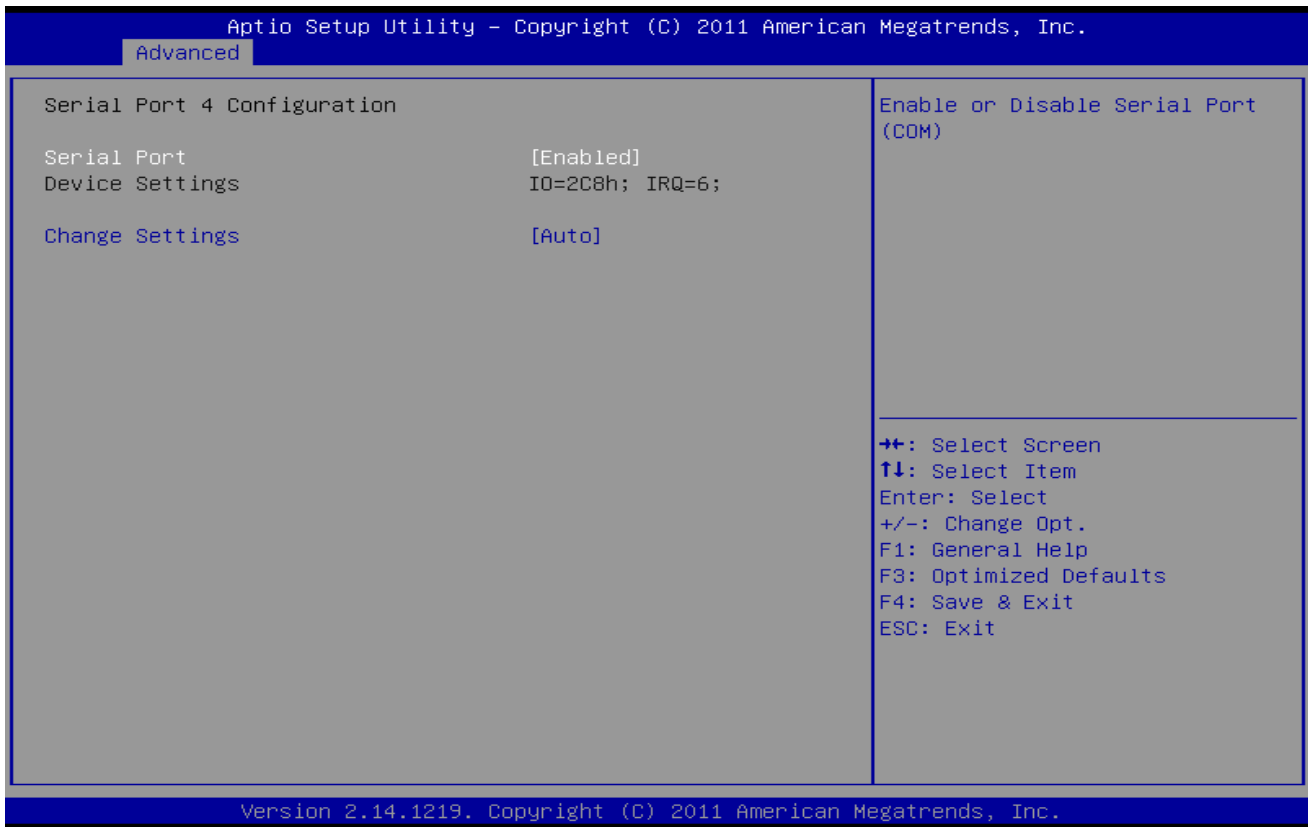 Aptio Setup Utility – Copyright (C) 2011 American Megatrends, Inc.
Advanced
Serial Port 4 Configuration
Serial Port [Enabled]
Device Settings IO=2C8h; IRQ=6;
Change Settings [Auto]
Enable or Disable Serial Port
(COM)
→←: Select Screen
↑↓: Select Item
Enter: Select
+/-: Change Opt.
F1: General Help
F3: Optimized Defaults
F4: Save & Exit
ESC: Exit
Version 2.14.1219. Copyright (C) 2011 American Megatrends, Inc.